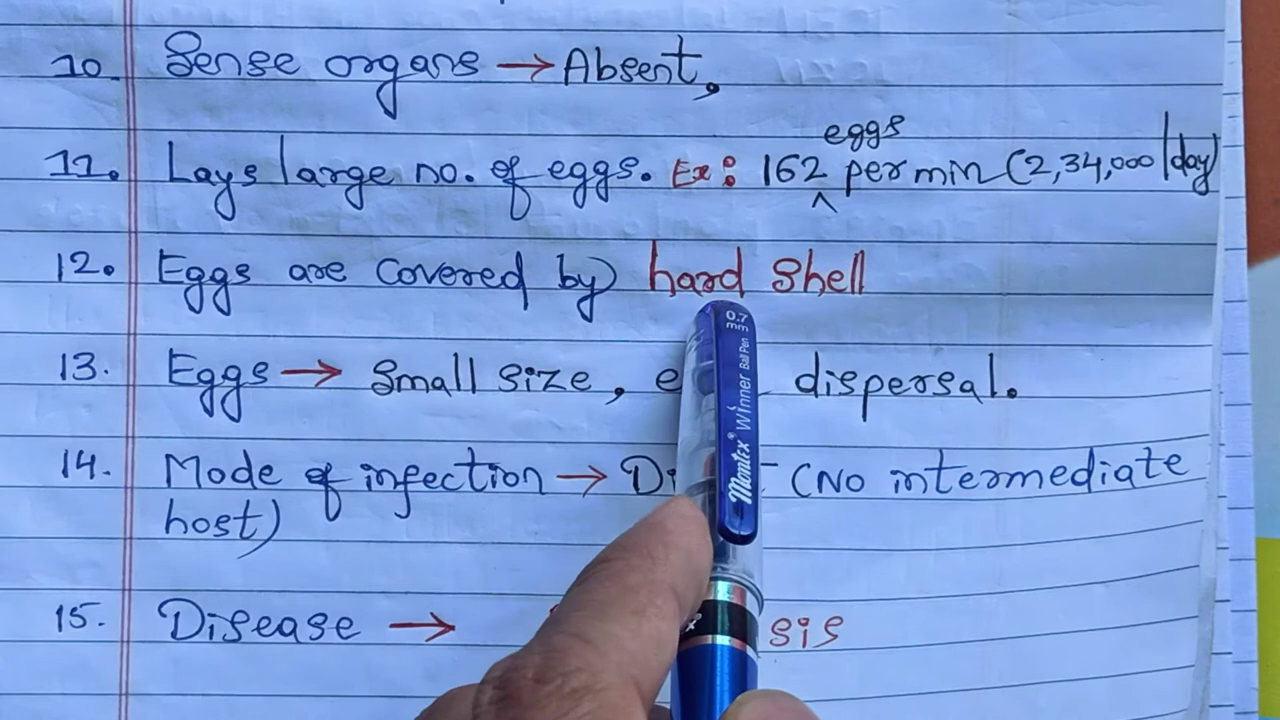 10. Sense organs → Absent,
eggs
11. Lays large no. of eggs. Ex: 162 ^ per min (2,34,000/day)
12. Eggs are covered by hard shell
13. Eggs → Small size, dispersal.
14. Mode of infection → (No intermediate
host)
15. Disease →
0.7
mm
Montex Winner Ball Pen